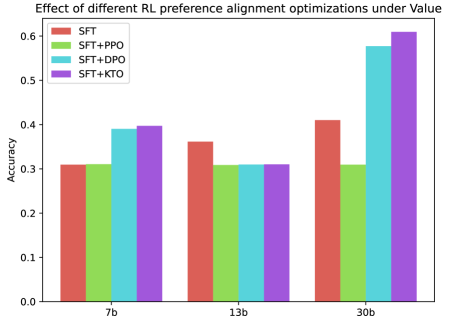 Effect of different RL preference alignment optimizations under Value
SFT
SFT+PPO
SFT+DPO
SFT+KTO
Accuracy
0.6
0.5
0.4
0.3
0.2
0.1
0.0
7b
13b
30b